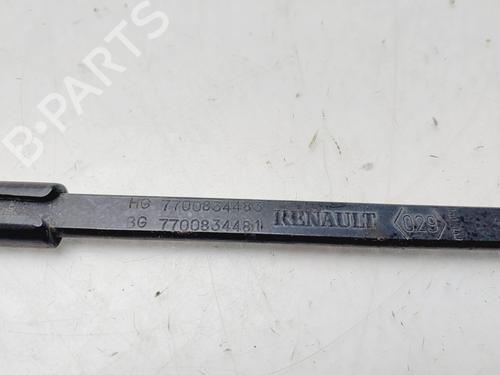 B-PARTS
HG 7700834483
BG 7700834481
RENAULT
029